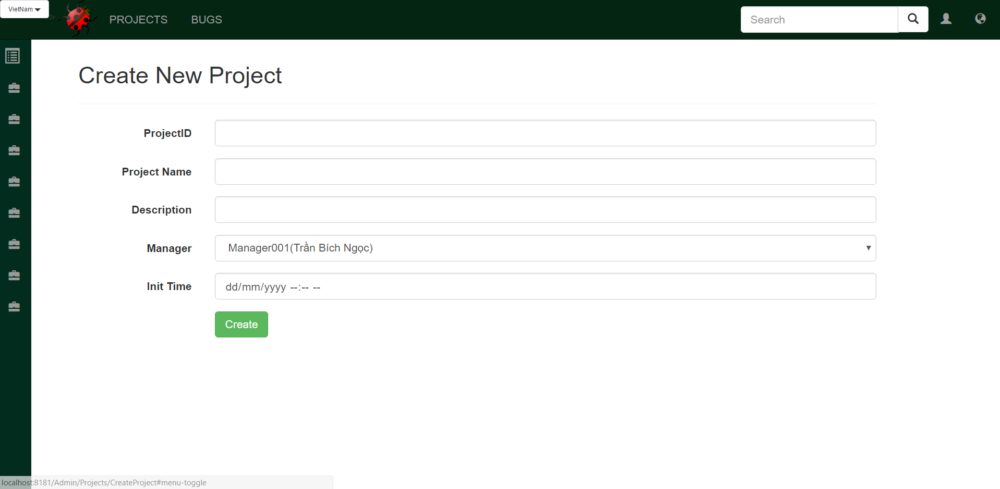 VietNam
>
PROJECTS
BUGS
Search
Create New Project
ProjectID
Project Name
Description
Manager
Manager001(Trần Bích Ngọc)
Init Time
dd/mm/yyyy --:-- --
Create
localhost:8181/Admin/Projects/CreateProject#menu-toggle